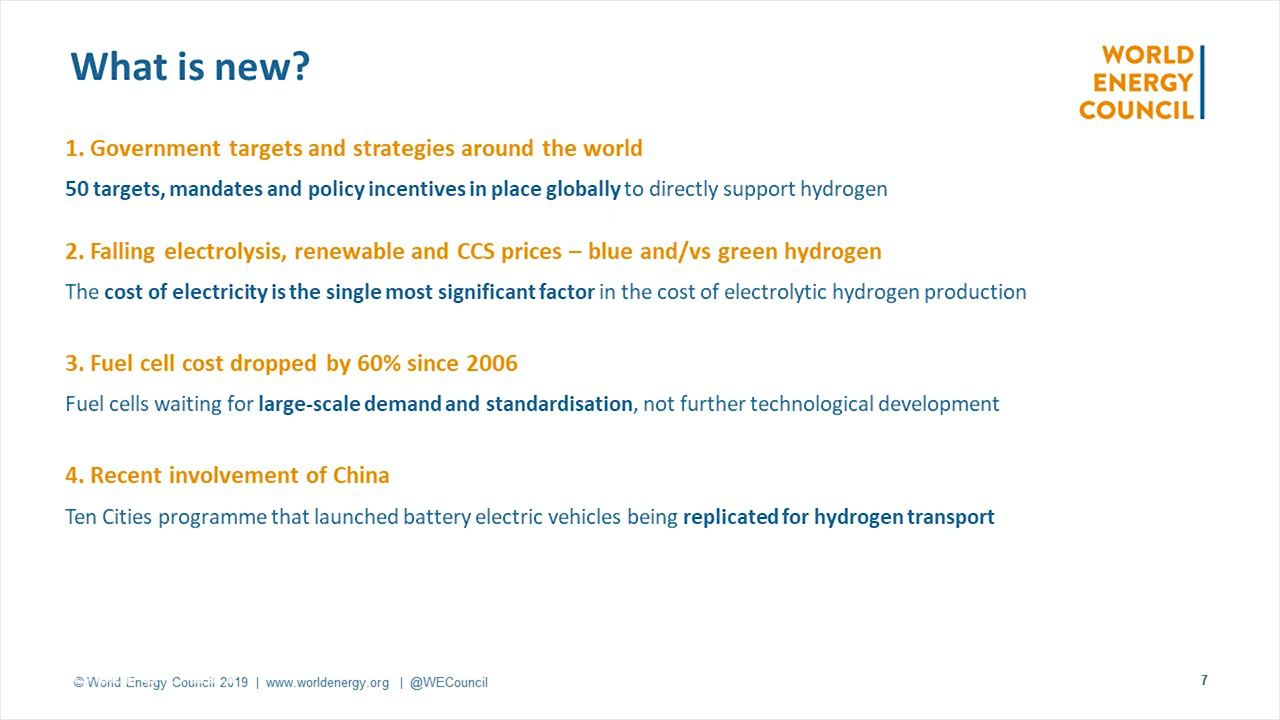 What is new?
WORLD
ENERGY
COUNCIL
1. Government targets and strategies around the world
50 targets, mandates and policy incentives in place globally to directly support hydrogen
2. Falling electrolysis, renewable and CCS prices – blue and/vs green hydrogen
The cost of electricity is the single most significant factor in the cost of electrolytic hydrogen production
3. Fuel cell cost dropped by 60% since 2006
Fuel cells waiting for large-scale demand and standardisation, not further technological development
4. Recent involvement of China
Ten Cities programme that launched battery electric vehicles being replicated for hydrogen transport
© World Energy Council 2019 | www.worldenergy.org | @WECouncil
7